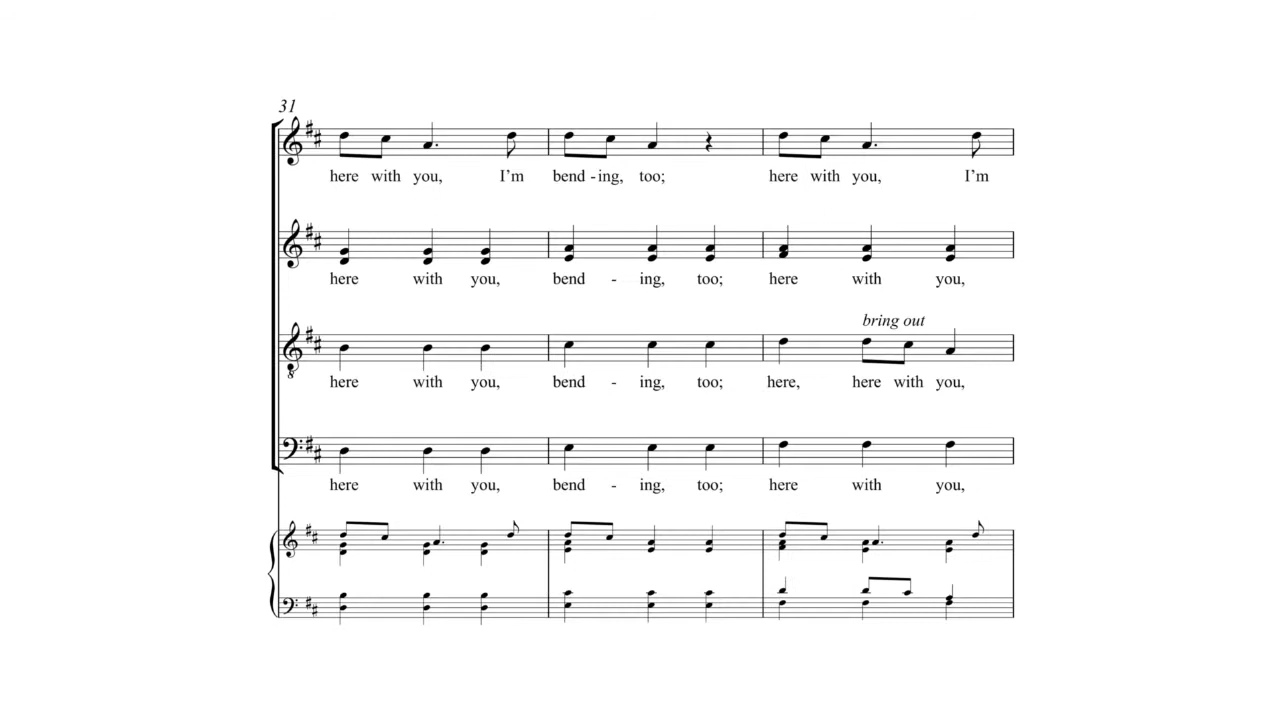 31
here with you, I'm bend - ing, too; here with you, I'm
here with you, bend - ing, too; here with you,
bring out
here with you, bend - ing, too; here, here with you,
here with you, bend - ing, too; here with you,